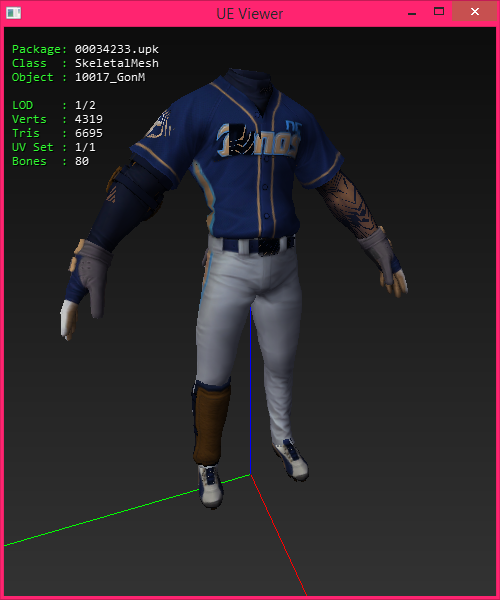 UE Viewer
Package: 00034233.upk
Class : SkeletalMesh
Object : 10017_GonM
LOD : 1/2
Verts : 4319
Tris : 6695
UV Set : 1/1
Bones : 80
NC